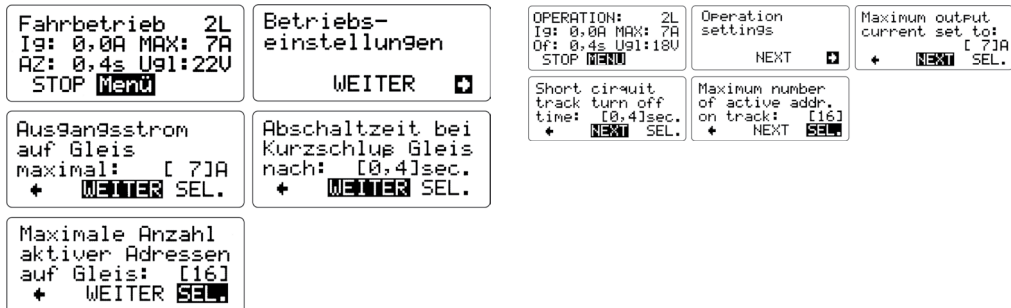 Fahrbetrieb 2L
Ig: 0,0A MAX: 7A
AZ: 0,4s Ugl:22V
STOP Menü
Betriebs-
einstellungen
WEITER
Ausgangsstrom
auf Gleis
maximal: [ 7]A
← WEITER SEL.
Abschaltzeit bei
Kurzschluß Gleis
nach: [0,4]sec.
← WEITER SEL.
Maximale Anzahl
aktiver Adressen
auf Gleis: [16]
← WEITER SEL.
OPERATION: 2L
Ig: 0,0A MAX: 7A
Of: 0,4s Ugl:18V
STOP MENU
Operation
settings
NEXT
Maximum output
current set to:
[ 7]A
← NEXT SEL.
Short cirquit
track turn off
time: [0,4]sec.
← NEXT SEL.
Maximum number
of active addr.
on track: [16]
← NEXT SEL.